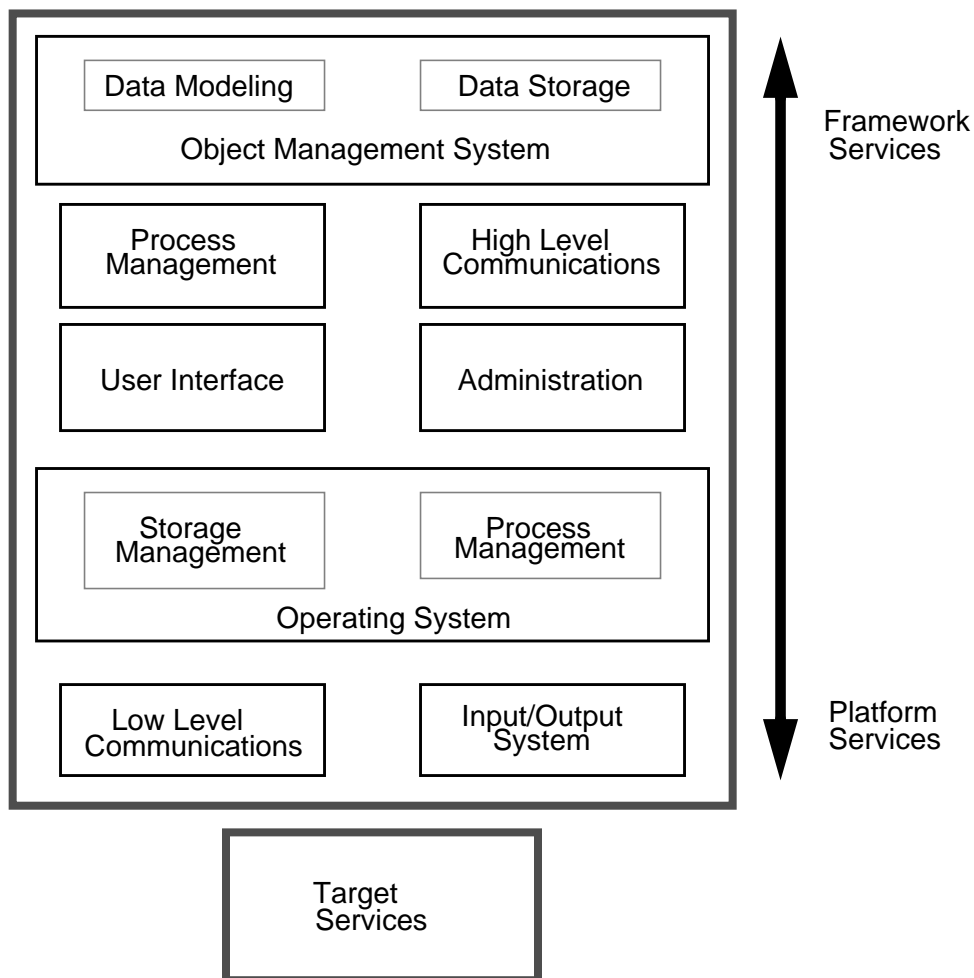 Data Modeling
Data Storage
Object Management System
Framework
Services
Process
Management
High Level
Communications
User Interface
Administration
Storage
Management
Process
Management
Operating System
Low Level
Communications
Input/Output
System
Platform
Services
Target
Services